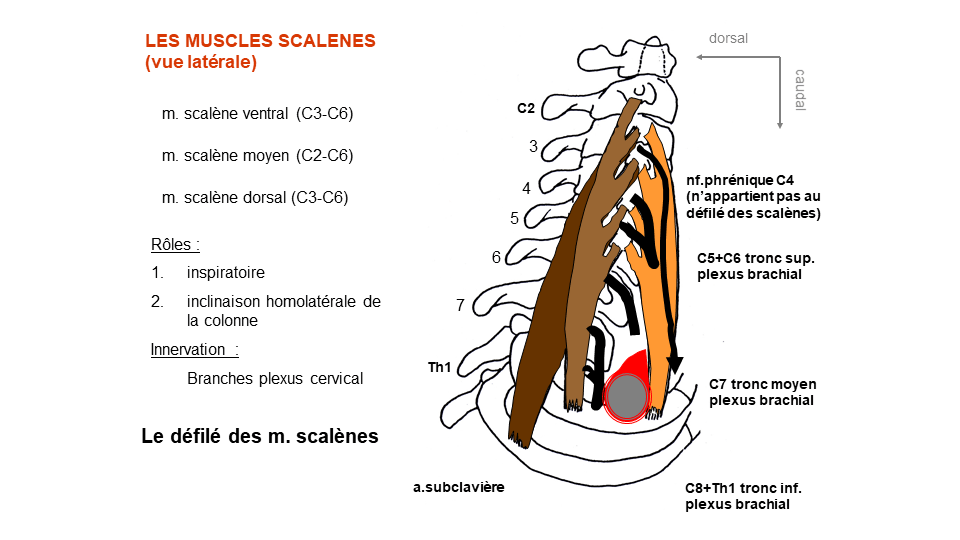 LES MUSCLES SCALENES
(vue latérale)
m. scalène ventral (C3-C6)
m. scalène moyen (C2-C6)
m. scalène dorsal (C3-C6)
Rôles :
1. inspiratoire
2. inclinaison homolatérale de
la colonne
Innervation :
Branches plexus cervical
Le défilé des m. scalènes
dorsal
caudal
C2
3
4
5
6
7
Th1
nf.phrénique C4
(n’appartient pas au
défilé des scalènes)
C5+C6 tronc sup.
plexus brachial
C7 tronc moyen
plexus brachial
a.subclavière
C8+Th1 tronc inf.
plexus brachial